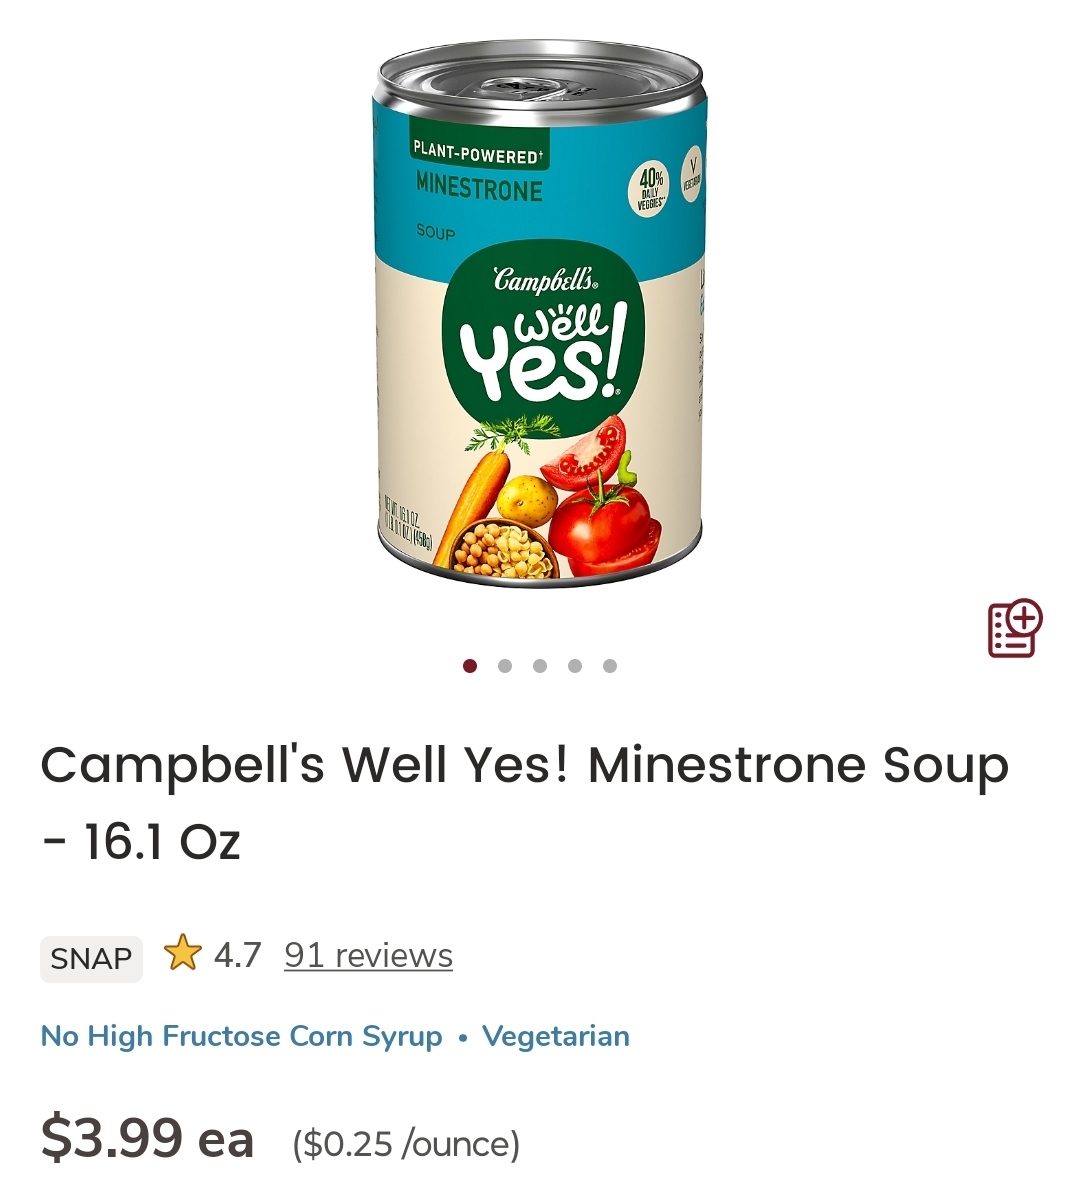 PLANT-POWERED†
MINESTRONE
SOUP
40%
DAILY
VEGGIES**
V
VEGETARIAN
Campbell's®
Well
Yes!®
NET WT. 16.1 OZ.
(1 LB 0.1 OZ.) (456g)
Campbell's Well Yes! Minestrone Soup
- 16.1 Oz
SNAP 4.7 91 reviews
No High Fructose Corn Syrup • Vegetarian
$3.99 ea ($0.25 /ounce)